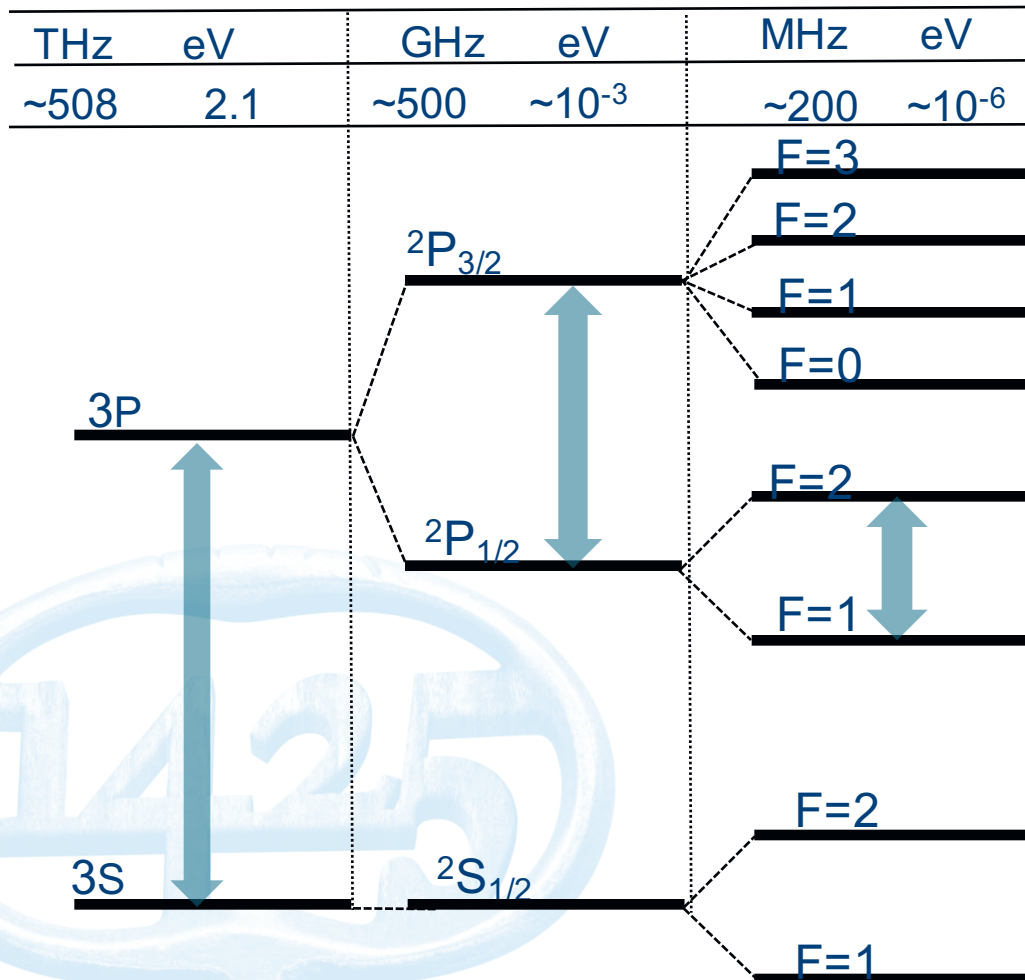 THz eV GHz eV MHz eV
~508 2.1 ~500 ~10⁻³ ~200 ~10⁻⁶
F=3
F=2
²P₃/₂
F=1
F=0
3P
F=2
²P₁/₂
F=1
1425
F=2
3S ²S₁/₂
F=1